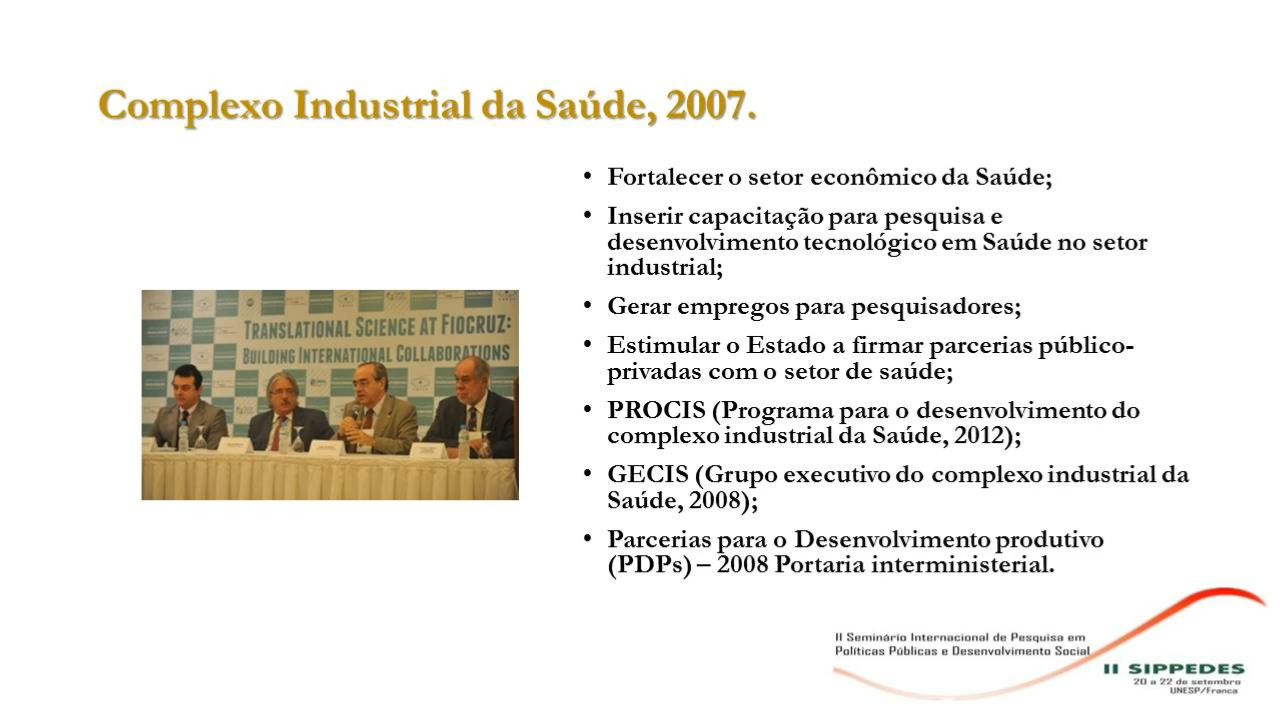 Complexo Industrial da Saúde, 2007.
• Fortalecer o setor econômico da Saúde;
• Inserir capacitação para pesquisa e
desenvolvimento tecnológico em Saúde no setor
industrial;
• Gerar empregos para pesquisadores;
• Estimular o Estado a firmar parcerias público-
privadas com o setor de saúde;
• PROCIS (Programa para o desenvolvimento do
complexo industrial da Saúde, 2012);
• GECIS (Grupo executivo do complexo industrial da
Saúde, 2008);
• Parcerias para o Desenvolvimento produtivo
(PDPs) – 2008 Portaria interministerial.
TRANSLATIONAL SCIENCE AT FIOCRUZ:
BUILDING INTERNATIONAL COLLABORATIONS
II Seminário Internacional de Pesquisa em
Políticas Públicas e Desenvolvimento Social
II SIPPEDES
20 a 22 de setembro
UNESP/Franca